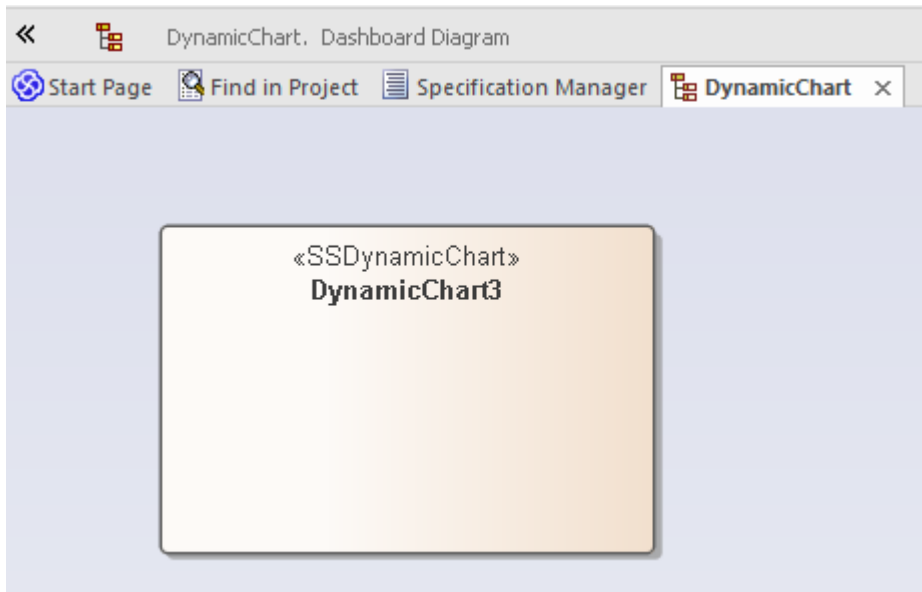 « DynamicChart. Dashboard Diagram
Start Page Find in Project Specification Manager DynamicChart ×
«SSDynamicChart»
DynamicChart3